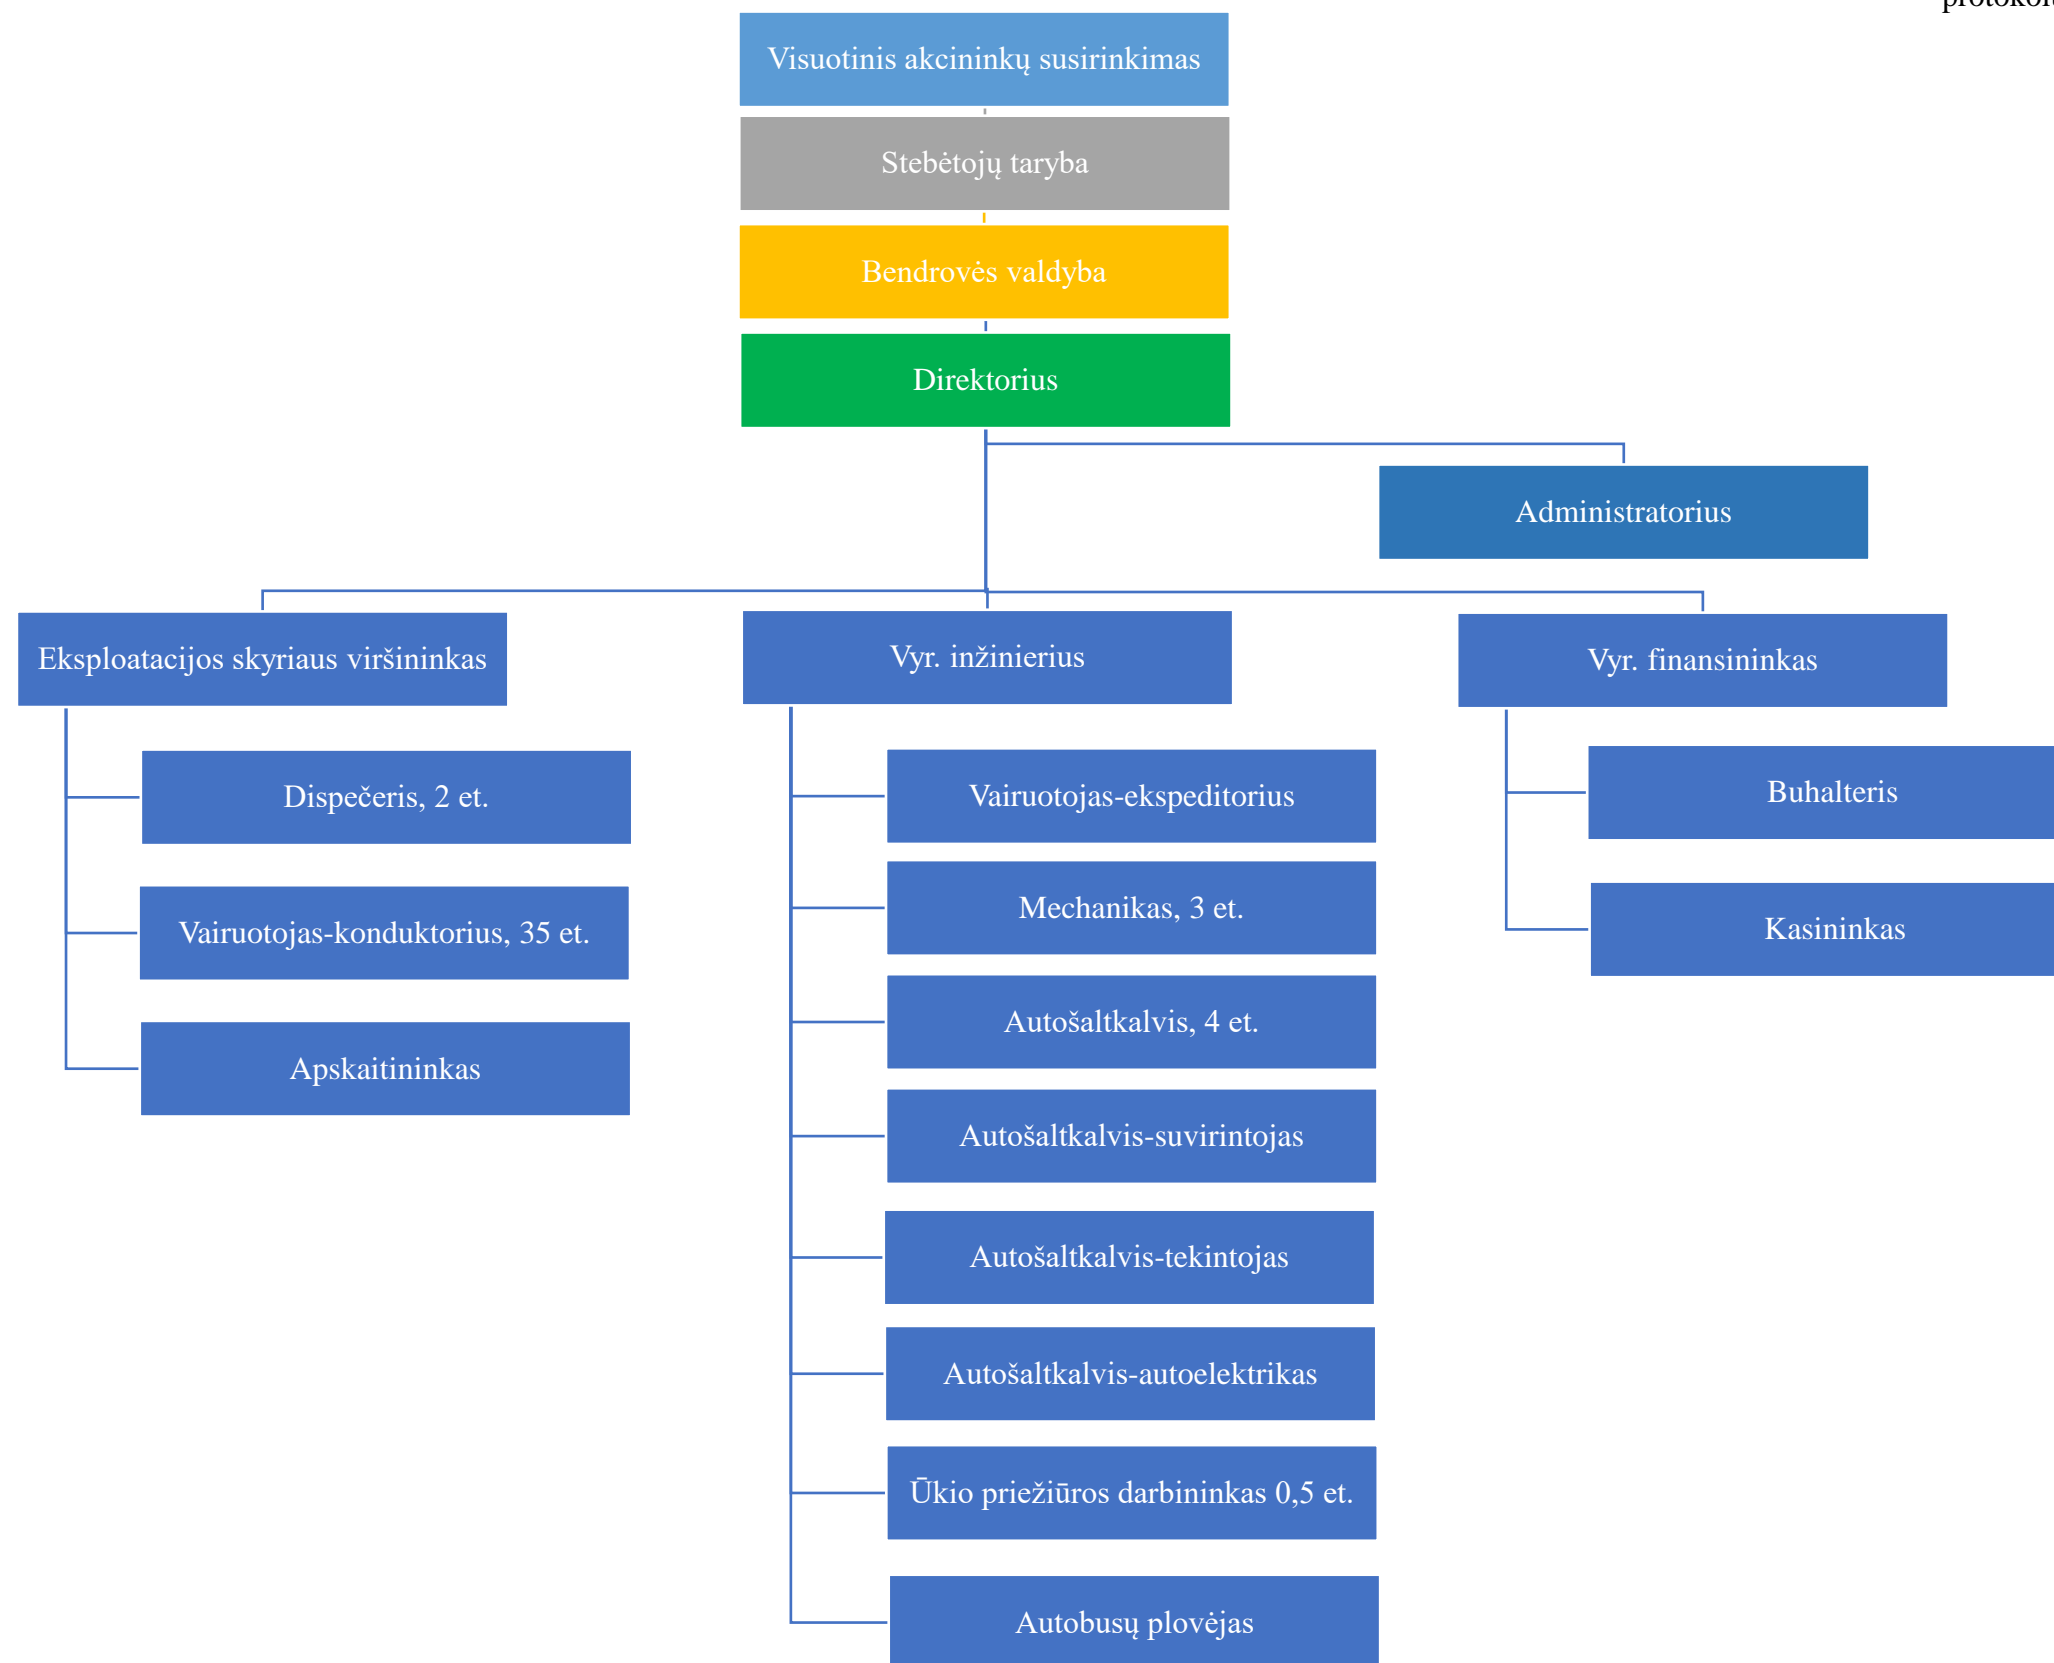 Visuotinis akcininkų susirinkimas
Stebėtojų taryba
Bendrovės valdyba
Direktorius
Administratorius
Eksploatacijos skyriaus viršininkas
Dispečeris, 2 et.
Vairuotojas-konduktorius, 35 et.
Apskaitininkas
Vyr. inžinierius
Vairuotojas-ekspeditorius
Mechanikas, 3 et.
Autošaltkalvis, 4 et.
Autošaltkalvis-suvirintojas
Autošaltkalvis-tekintojas
Autošaltkalvis-autoelektrikas
Ūkio priežiūros darbininkas 0,5 et.
Autobusų plovėjas
Vyr. finansininkas
Buhalteris
Kasininkas